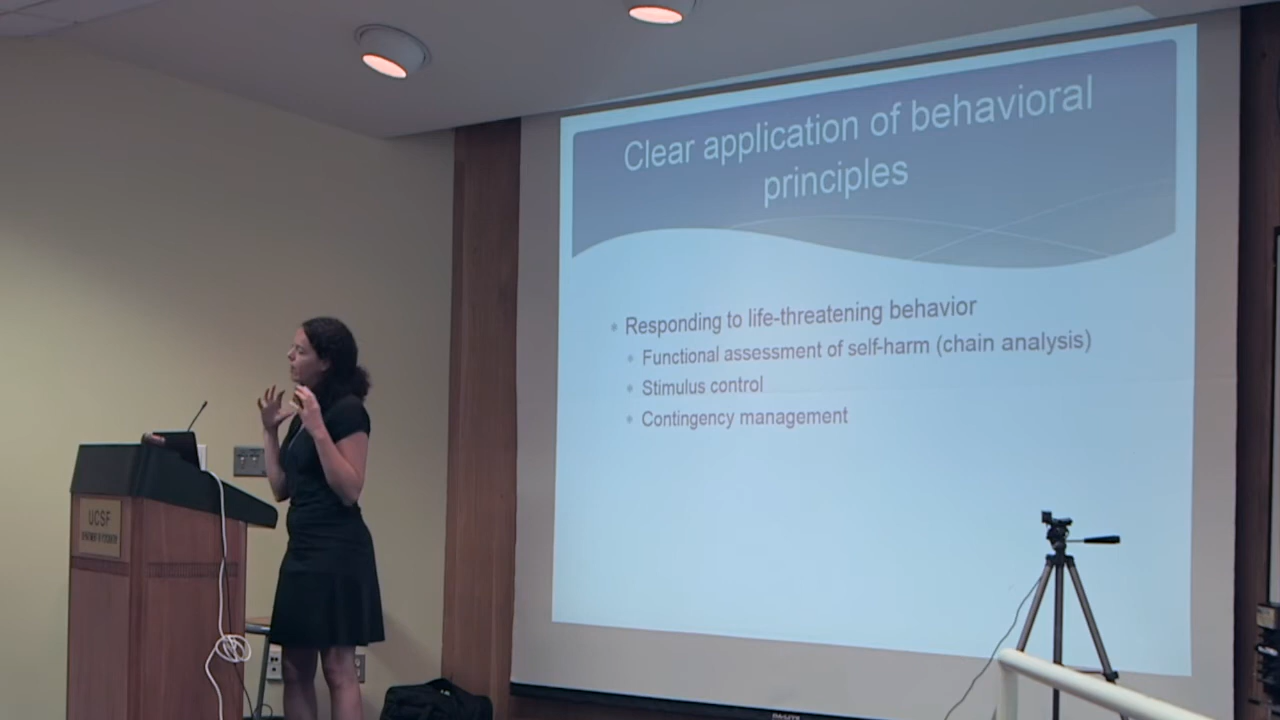 Clear application of behavioral
principles
Responding to life-threatening behavior
Functional assessment of self-harm (chain analysis)
Stimulus control
Contingency management
UCSF